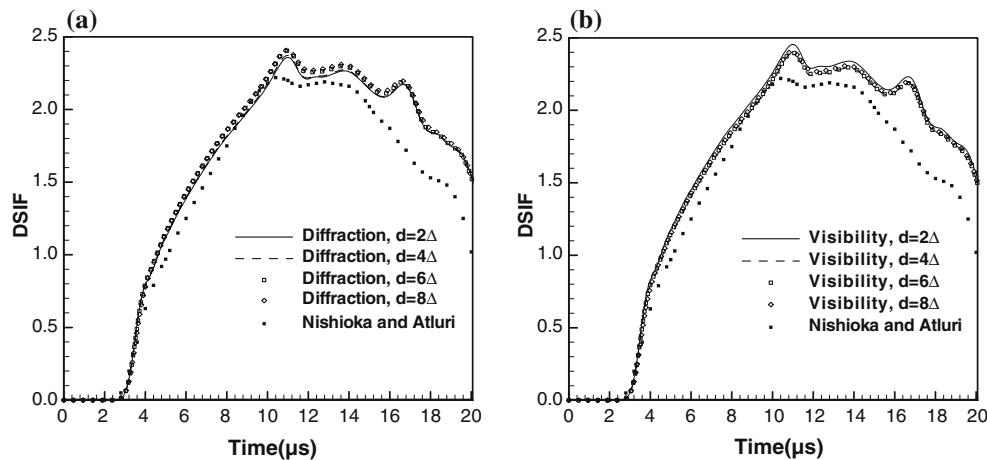 (a)
2.5
2.0
1.5
1.0
0.5
0.0
DSIF
0 2 4 6 8 10 12 14 16 18 20
Time(μs)
Diffraction, d=2Δ
Diffraction, d=4Δ
Diffraction, d=6Δ
Diffraction, d=8Δ
Nishioka and Atluri
(b)
2.5
2.0
1.5
1.0
0.5
0.0
DSIF
0 2 4 6 8 10 12 14 16 18 20
Time(μs)
Visibility, d=2Δ
Visibility, d=4Δ
Visibility, d=6Δ
Visibility, d=8Δ
Nishioka and Atluri